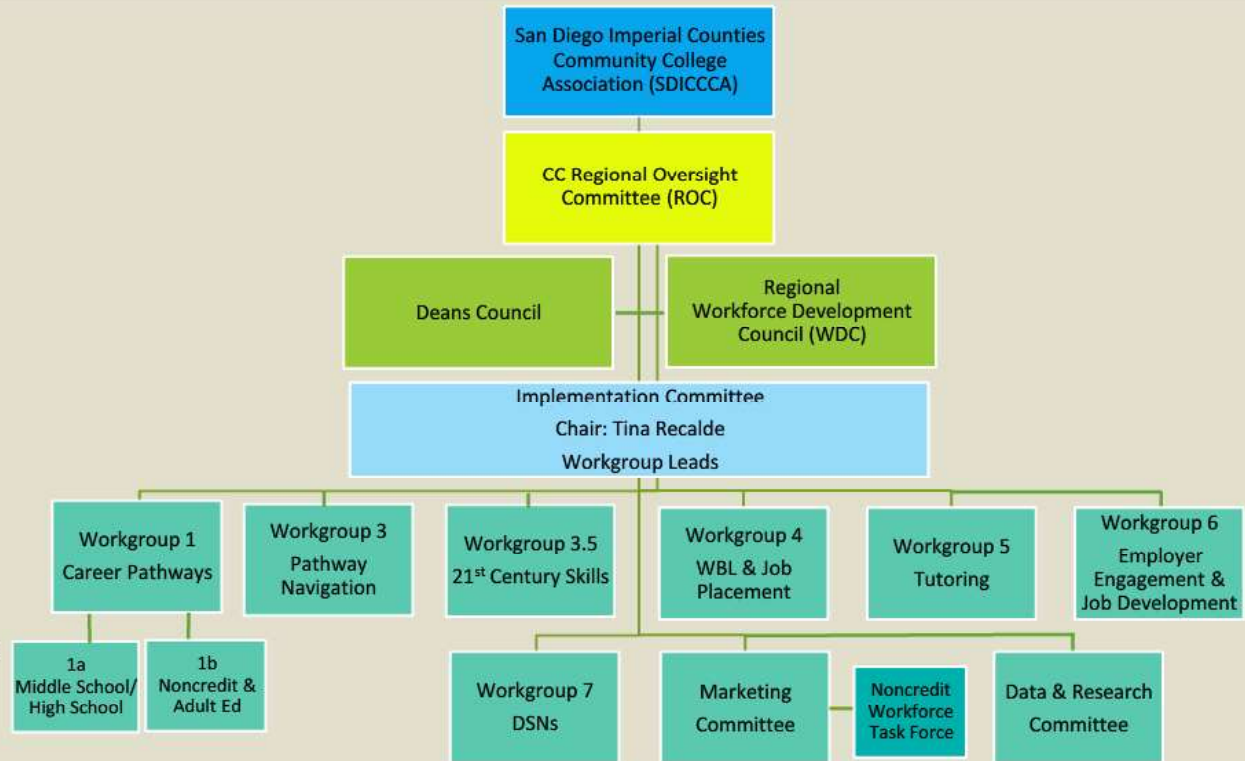 San Diego Imperial Counties
Community College
Association (SDICCCA)
CC Regional Oversight
Committee (ROC)
Deans Council
Regional
Workforce Development
Council (WDC)
Implementation Committee
Chair: Tina Recalde
Workgroup Leads
Workgroup 1
Career Pathways
Workgroup 3
Pathway
Navigation
Workgroup 3.5
21st Century Skills
Workgroup 4
WBL & Job
Placement
Workgroup 5
Tutoring
Workgroup 6
Employer
Engagement &
Job Development
1a
Middle School/
High School
1b
Noncredit &
Adult Ed
Workgroup 7
DSNs
Marketing
Committee
Noncredit
Workforce
Task Force
Data & Research
Committee